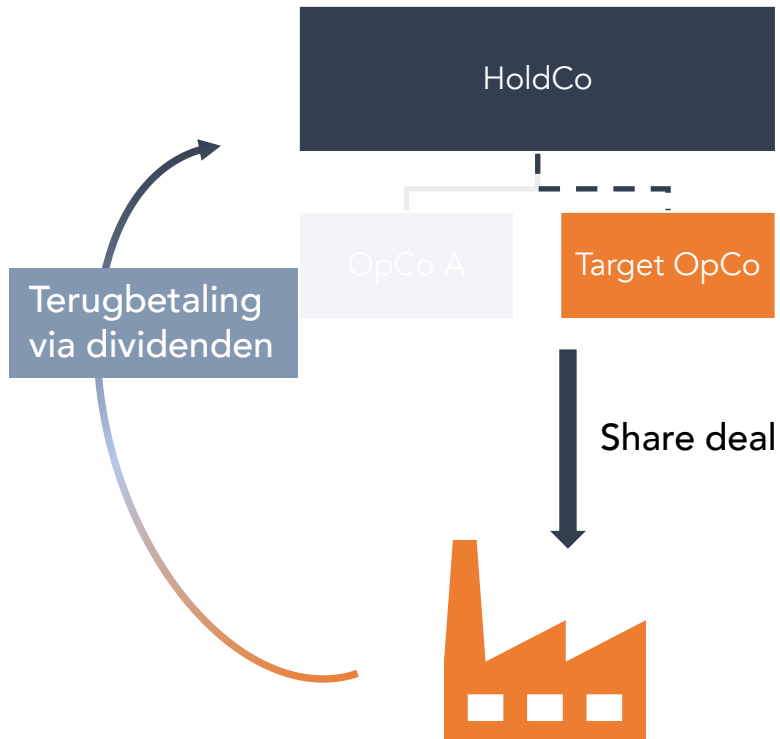 HoldCo
OpCo A
Target OpCo
Terugbetaling
via dividenden
Share deal